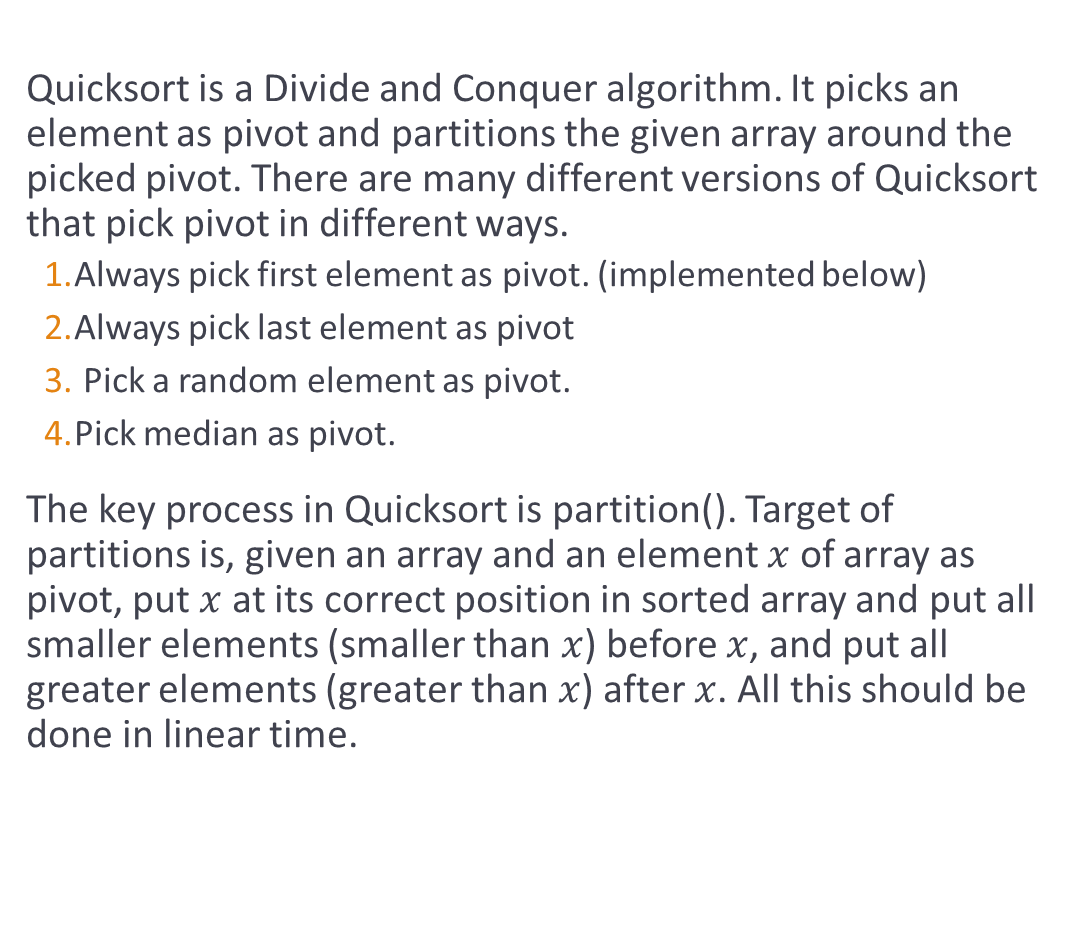 Quicksort is a Divide and Conquer algorithm. It picks an
element as pivot and partitions the given array around the
picked pivot. There are many different versions of Quicksort
that pick pivot in different ways.
1.Always pick first element as pivot. (implemented below)
2.Always pick last element as pivot
3. Pick a random element as pivot.
4.Pick median as pivot.
The key process in Quicksort is partition(). Target of
partitions is, given an array and an element x of array as
pivot, put x at its correct position in sorted array and put all
smaller elements (smaller than x) before x, and put all
greater elements (greater than x) after x. All this should be
done in linear time.